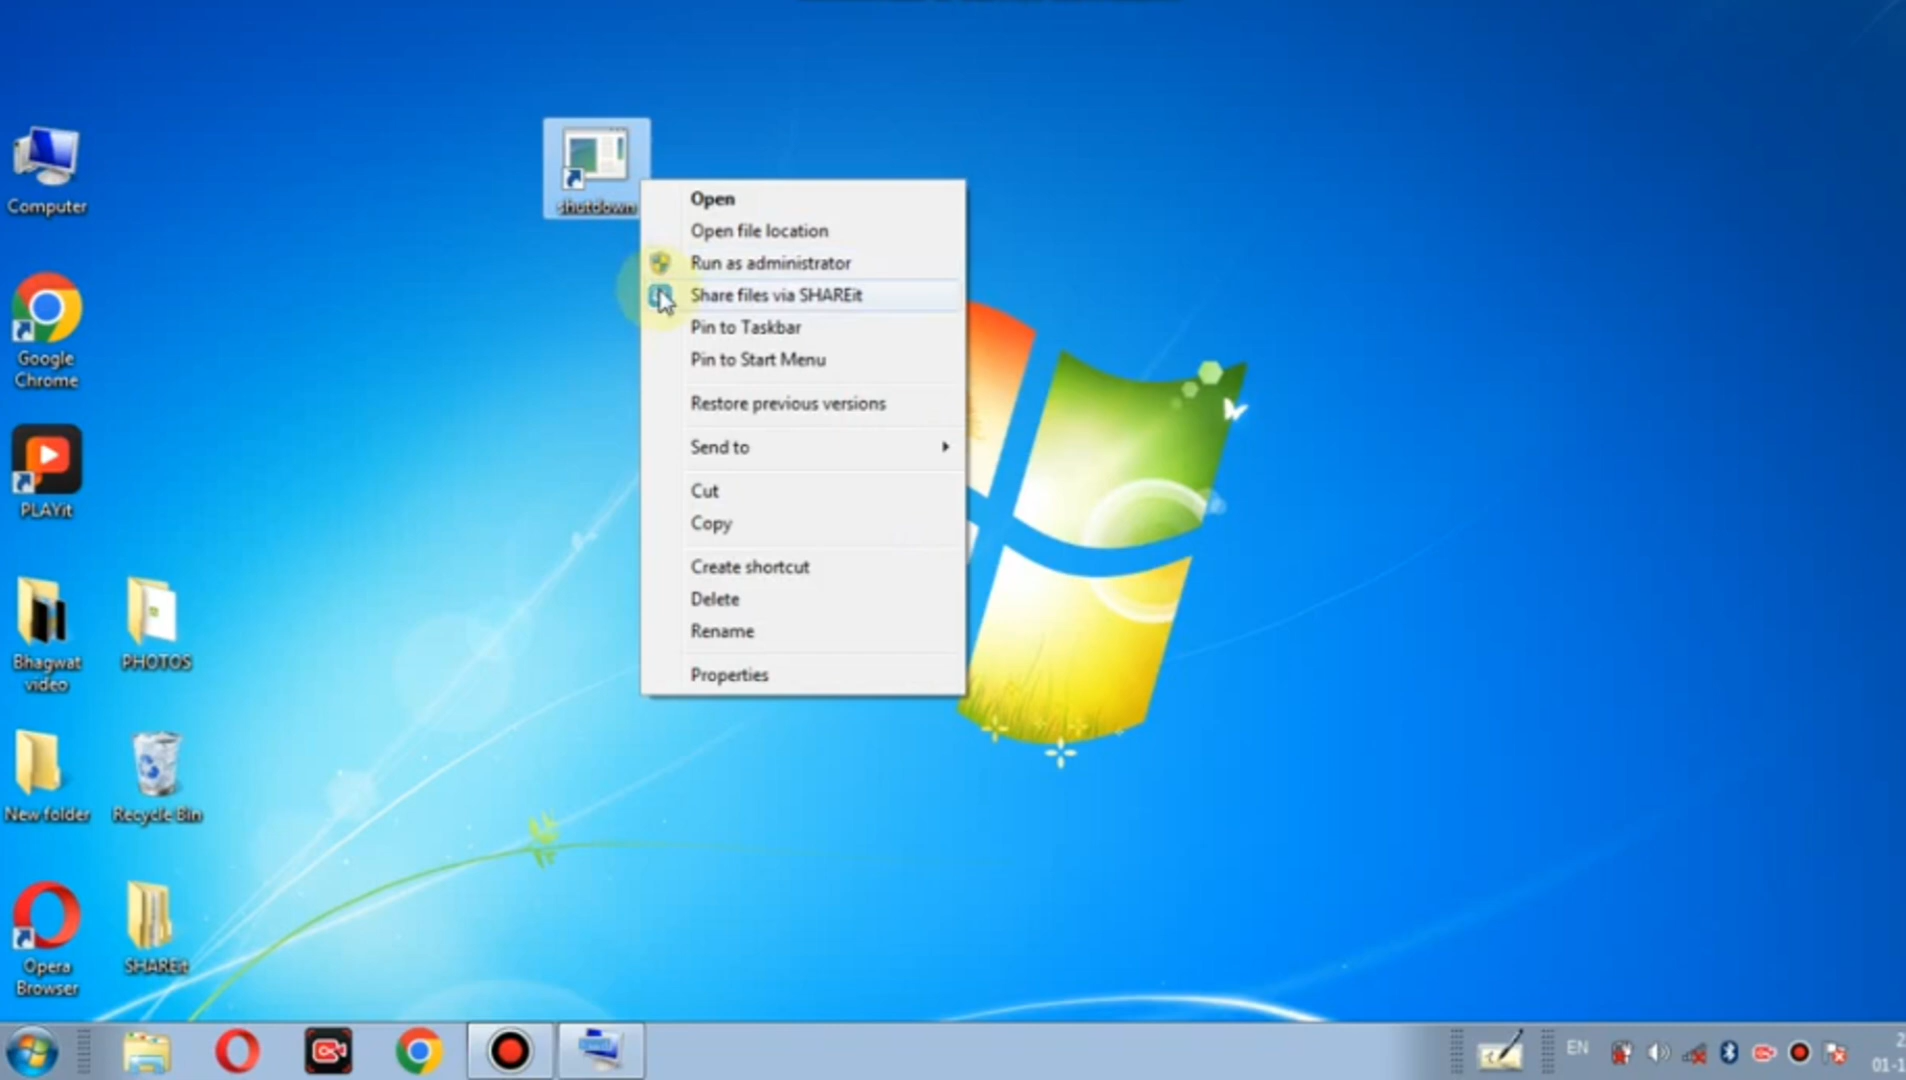 Computer
Google
Chrome
PLAYit
Bhagwat
video
PHOTOS
New folder
Recycle Bin
Opera
Browser
SHAREit
shutdown
Open
Open file location
Run as administrator
Share files via SHAREit
Pin to Taskbar
Pin to Start Menu
Restore previous versions
Send to
Cut
Copy
Create shortcut
Delete
Rename
Properties
EN